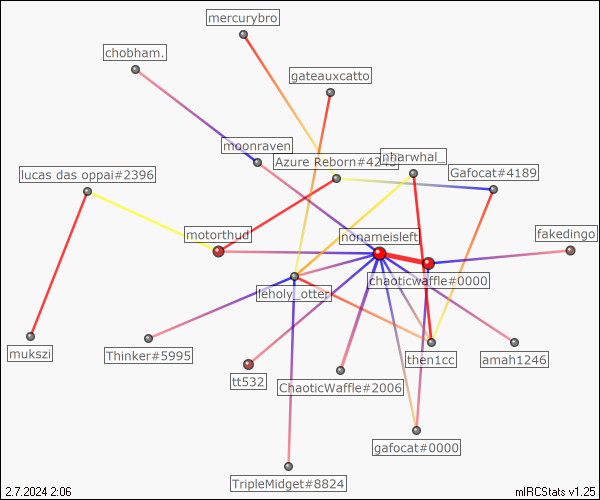 mercurybro
chobham.
gateauxcatto
moonraven
nharwhal_
Azure Reborn#4243
lucas das oppai#2396
Gafocat#4189
motorthud
nonameisleft
fakedingo
chaoticwaffle#0000
leholy_otter
mukszi
Thinker#5995
then1cc
amah1246
tt532
ChaoticWaffle#2006
gafocat#0000
TripleMidget#8824
2.7.2024 2:06
mIRCStats v1.25